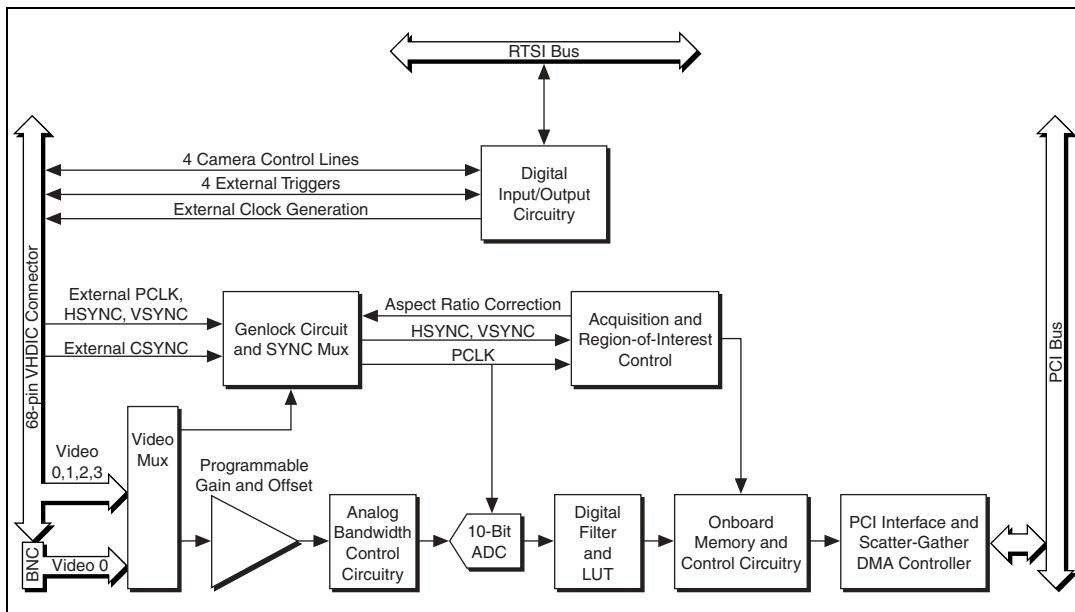 RTSI Bus
4 Camera Control Lines
4 External Triggers
External Clock Generation
Digital
Input/Output
Circuitry
68-pin VHDIC Connector
PCI Bus
External PCLK,
HSYNC, VSYNC
External CSYNC
Genlock Circuit
and SYNC Mux
Aspect Ratio Correction
HSYNC, VSYNC
PCLK
Acquisition and
Region-of-Interest
Control
Video
0,1,2,3
Video
Mux
Programmable
Gain and Offset
Analog
Bandwidth
Control
Circuitry
10-Bit
ADC
Digital
Filter
and
LUT
Onboard
Memory and
Control Circuitry
PCI Interface and
Scatter-Gather
DMA Controller
BNC
Video 0